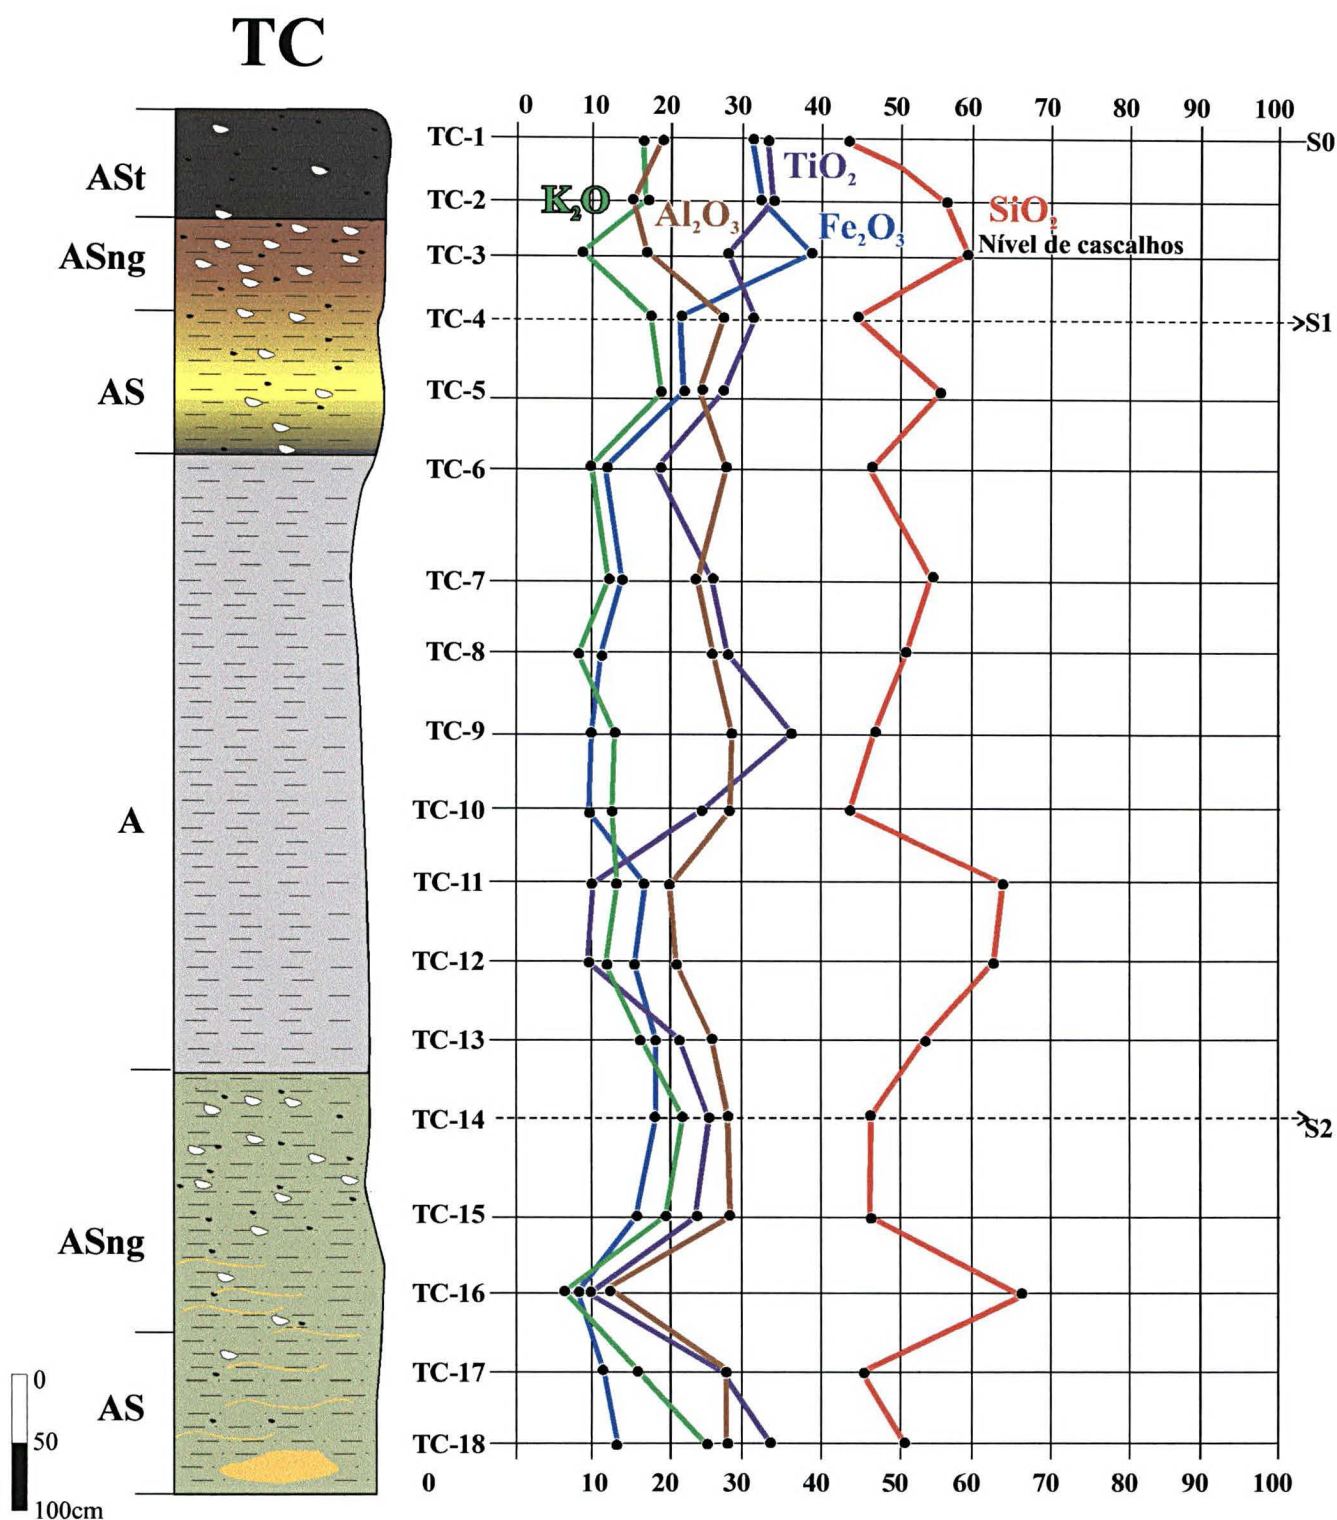 TC
0 10 20 30 40 50 60 70 80 90 100
TC-1
S0
TiO₂
ASt
TC-2
K₂O
Al₂O₃
Fe₂O₃
SiO₂
Nível de cascalhos
ASng
TC-3
TC-4
S1
AS
TC-5
TC-6
TC-7
TC-8
TC-9
A
TC-10
TC-11
TC-12
TC-13
TC-14
S2
TC-15
ASng
TC-16
TC-17
AS
TC-18
0
50
100cm
0 10 20 30 40 50 60 70 80 90 100